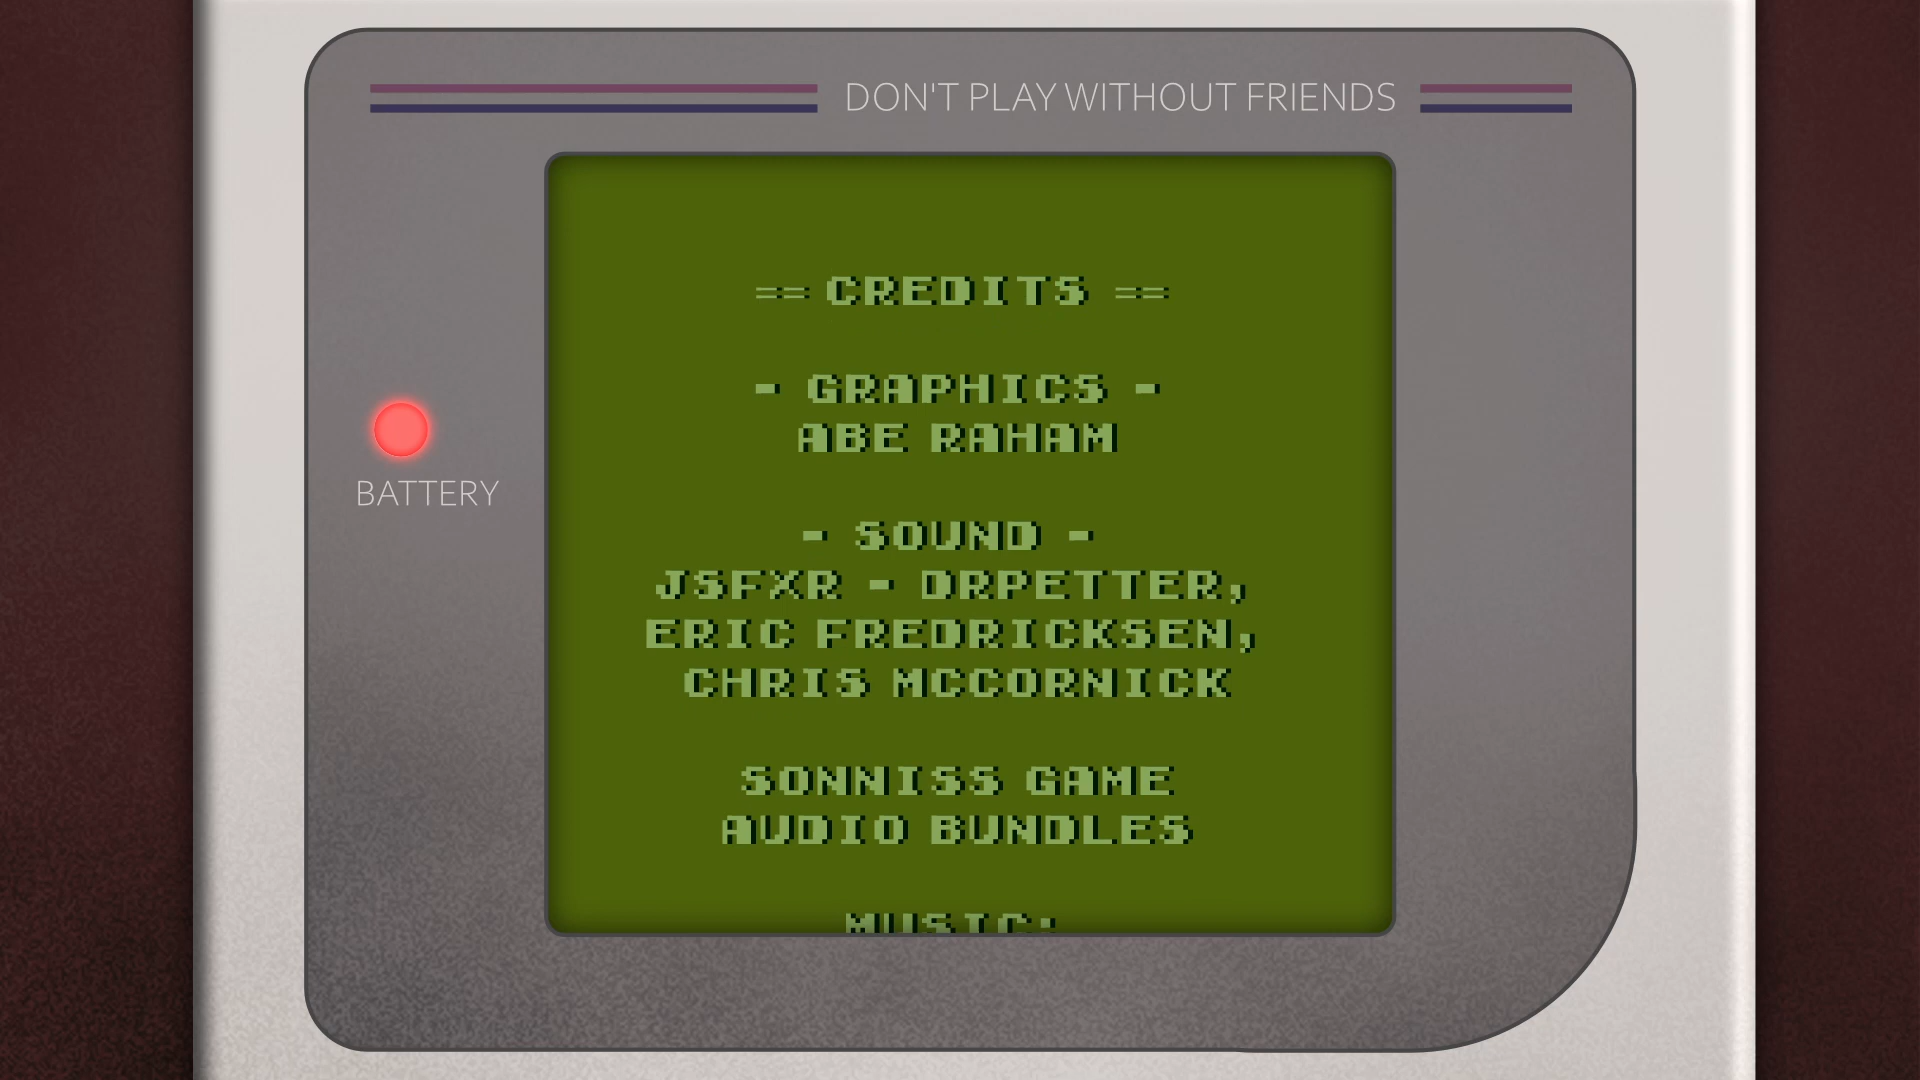 DON'T PLAY WITHOUT FRIENDS
== CREDITS ==
- GRAPHICS -
ABE RAHAM
BATTERY
- SOUND -
JSFXR - DRPETTER,
ERIC FREDRICKSEN,
CHRIS MCCORNICK
SONNISS GAME
AUDIO BUNDLES
MUSIC: